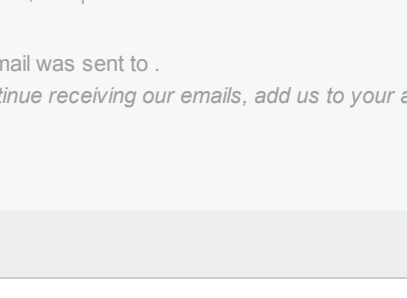 mail was sent to .
tinue receiving our emails, add us to your a